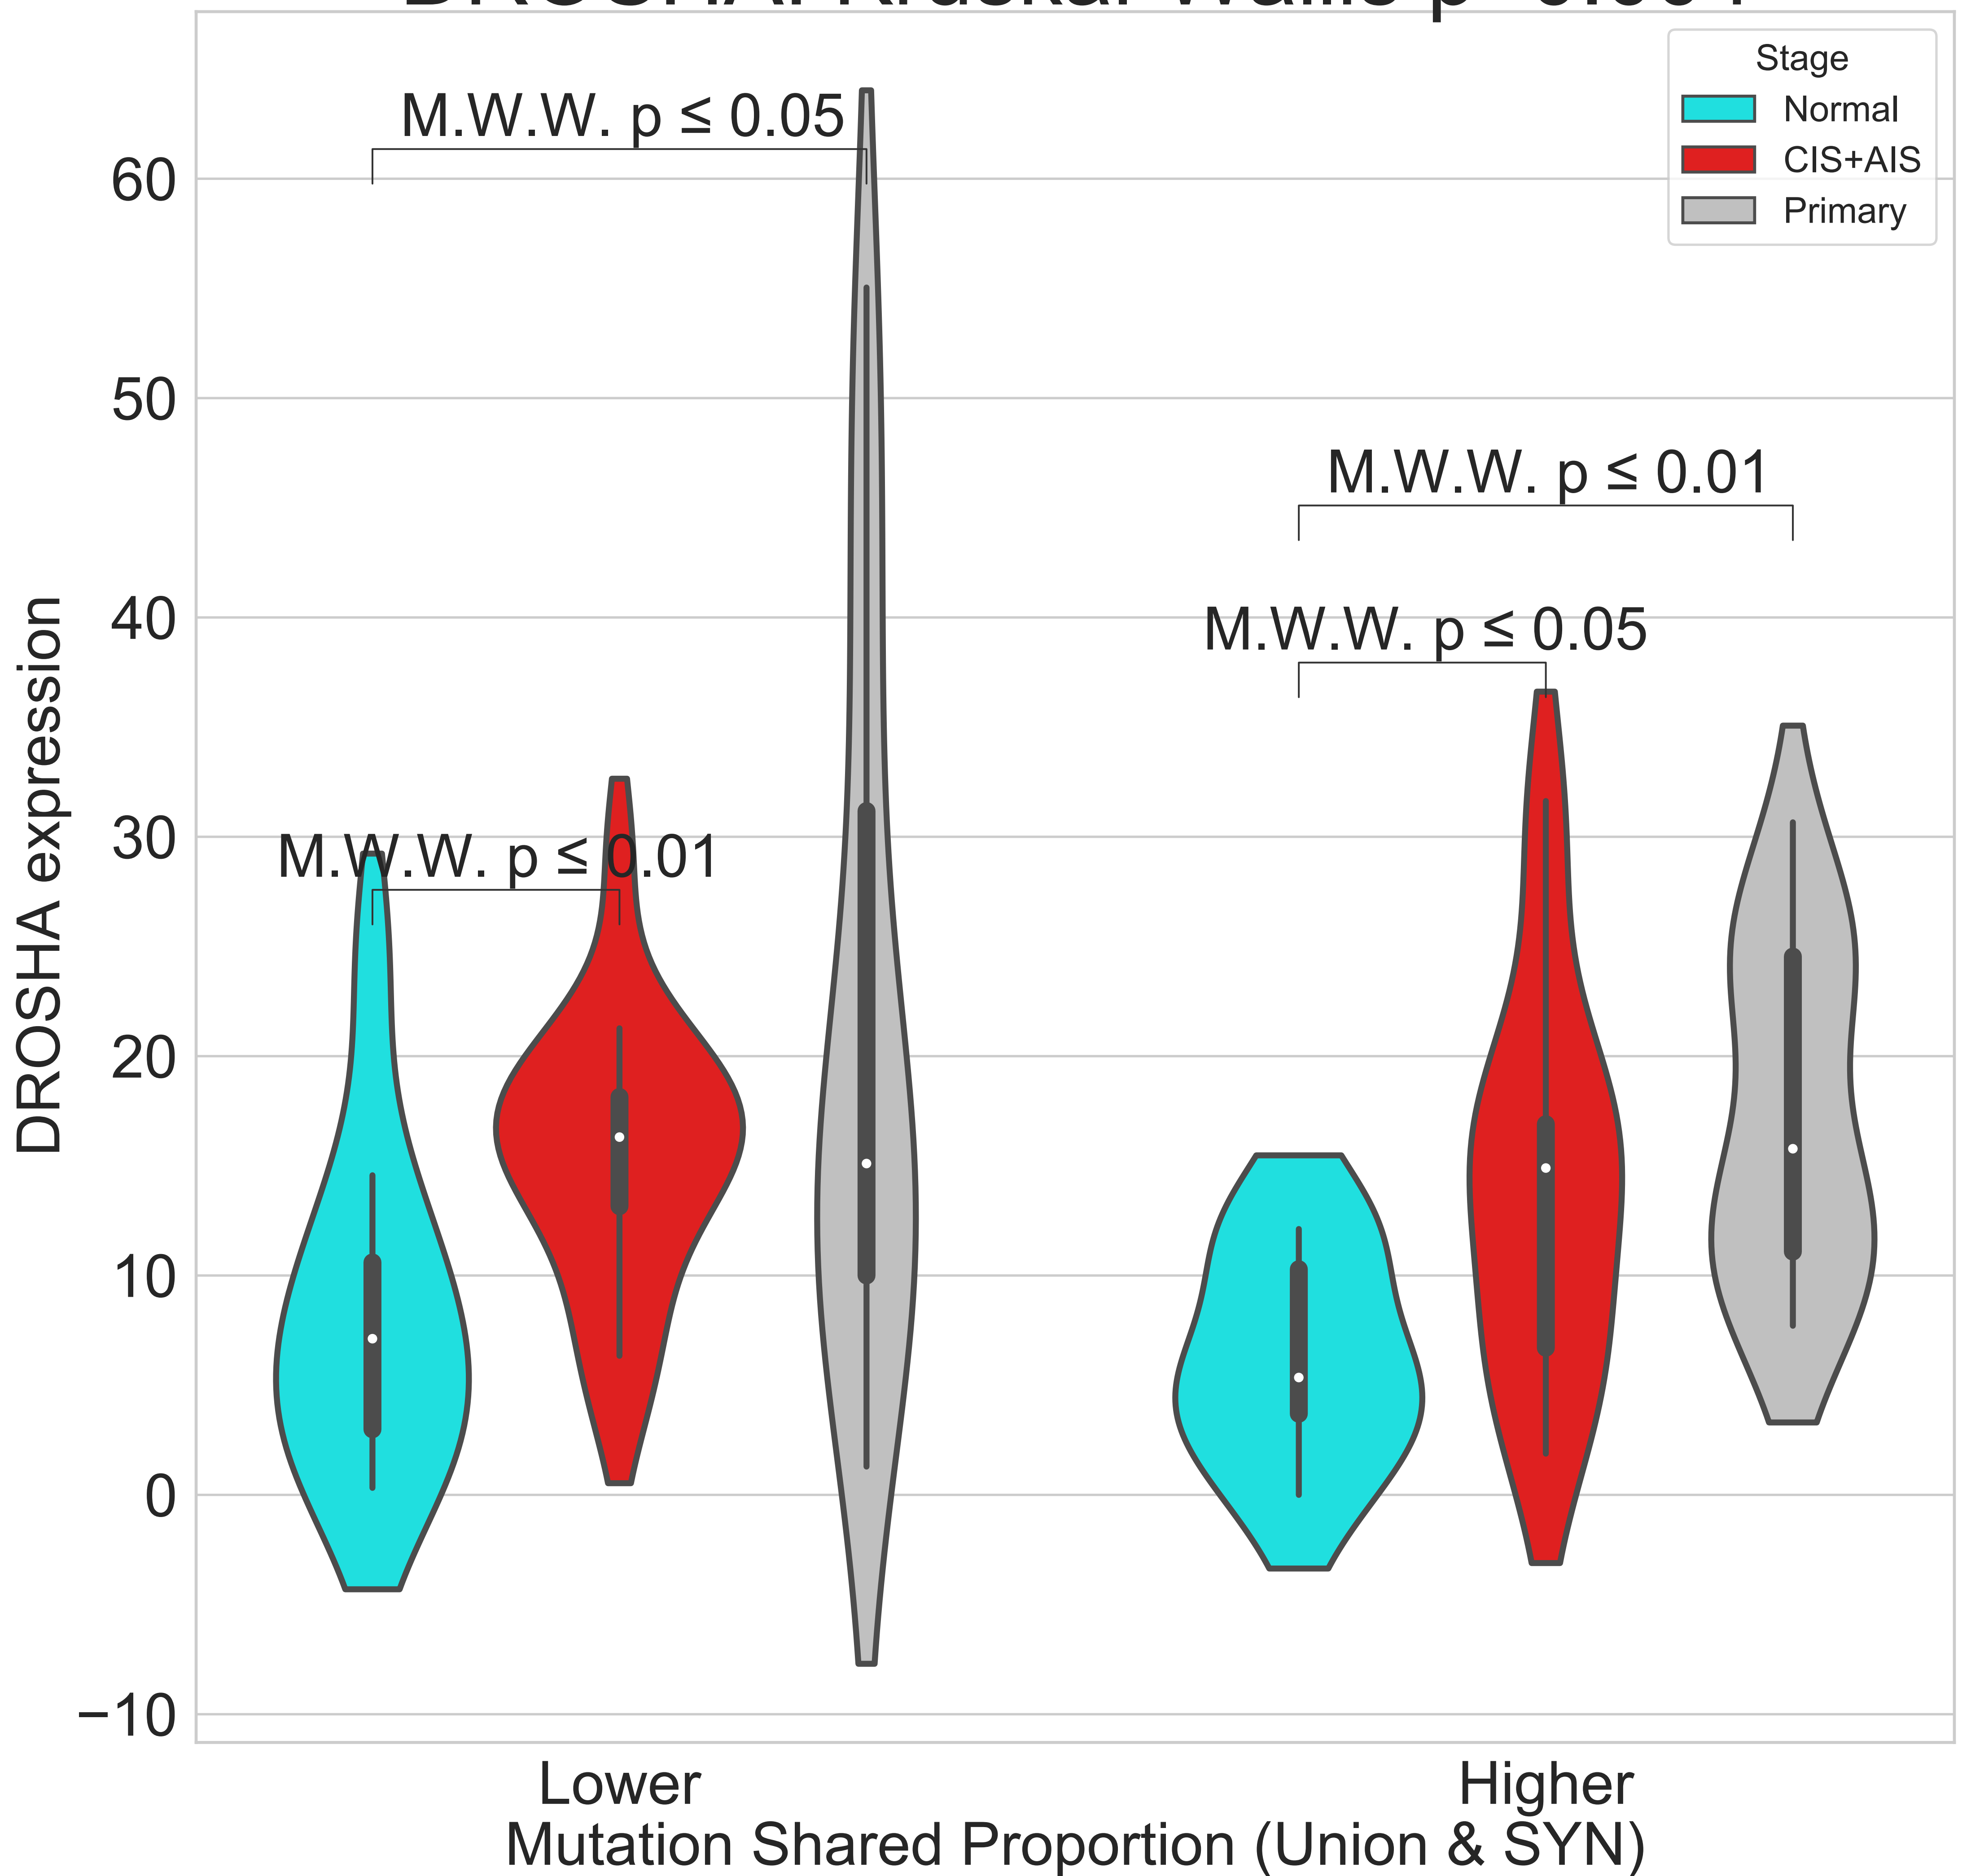 Stage
Normal
CIS+AIS
Primary
M.W.W. p ≤ 0.05
M.W.W. p ≤ 0.01
M.W.W. p ≤ 0.05
M.W.W. p ≤ 0.01
DROSHA expression
60
50
40
30
20
10
0
−10
Lower
Higher
Mutation Shared Proportion (Union & SYN)